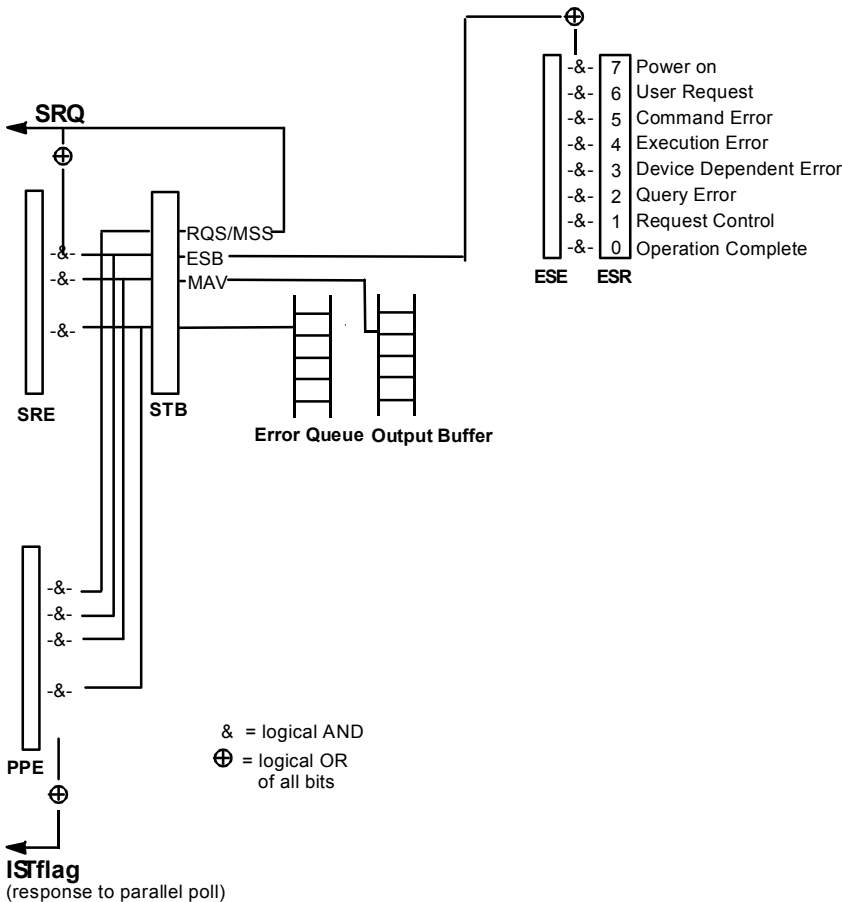 -&- 7 Power on
-&- 6 User Request
-&- 5 Command Error
-&- 4 Execution Error
-&- 3 Device Dependent Error
-&- 2 Query Error
-&- 1 Request Control
-&- 0 Operation Complete
ESE ESR
SRQ
RQS/MSS
-&- ESB
-&- MAV
-&-
SRE STB
Error Queue Output Buffer
-&-
-&-
-&-
-&-
PPE
& = logical AND
⊕ = logical OR
of all bits
ISTflag
(response to parallel poll)